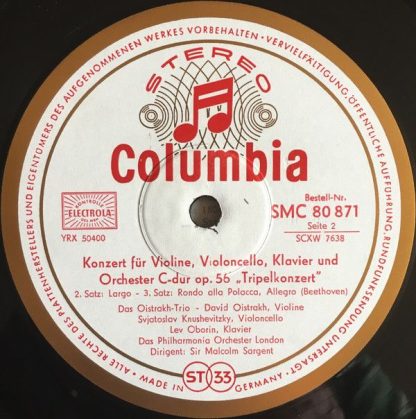 ALLE RECHTE DES PLATTENHERSTELLERS UND EIGENTÜMERS DES AUFGENOMMENEN WERKES VORBEHALTEN · VERVIELFÄLTIGUNG, ÖFFENTLICHE AUFFÜHRUNG, RUNDFUNKSENDUNG UNTERSAGT ·
STEREO
Columbia
KONTROLLE
ELECTROLA
YRX 50400
Bestell-Nr.
SMC 80 871
Seite 2
SCXW 7638
Konzert für Violine, Violoncello, Klavier und
Orchester C-dur op. 56 „Tripelkonzert"
2. Satz: Largo - 3. Satz: Rondo alla Polacca, Allegro (Beethoven)
Das Oistrakh-Trio - David Oistrakh, Violine
Svjatoslav Knushevitzky, Violoncello
Lev Oborin, Klavier
Das Philharmonia Orchester London
Dirigent: Sir Malcolm Sargent
MADE IN GERMANY
ST 33